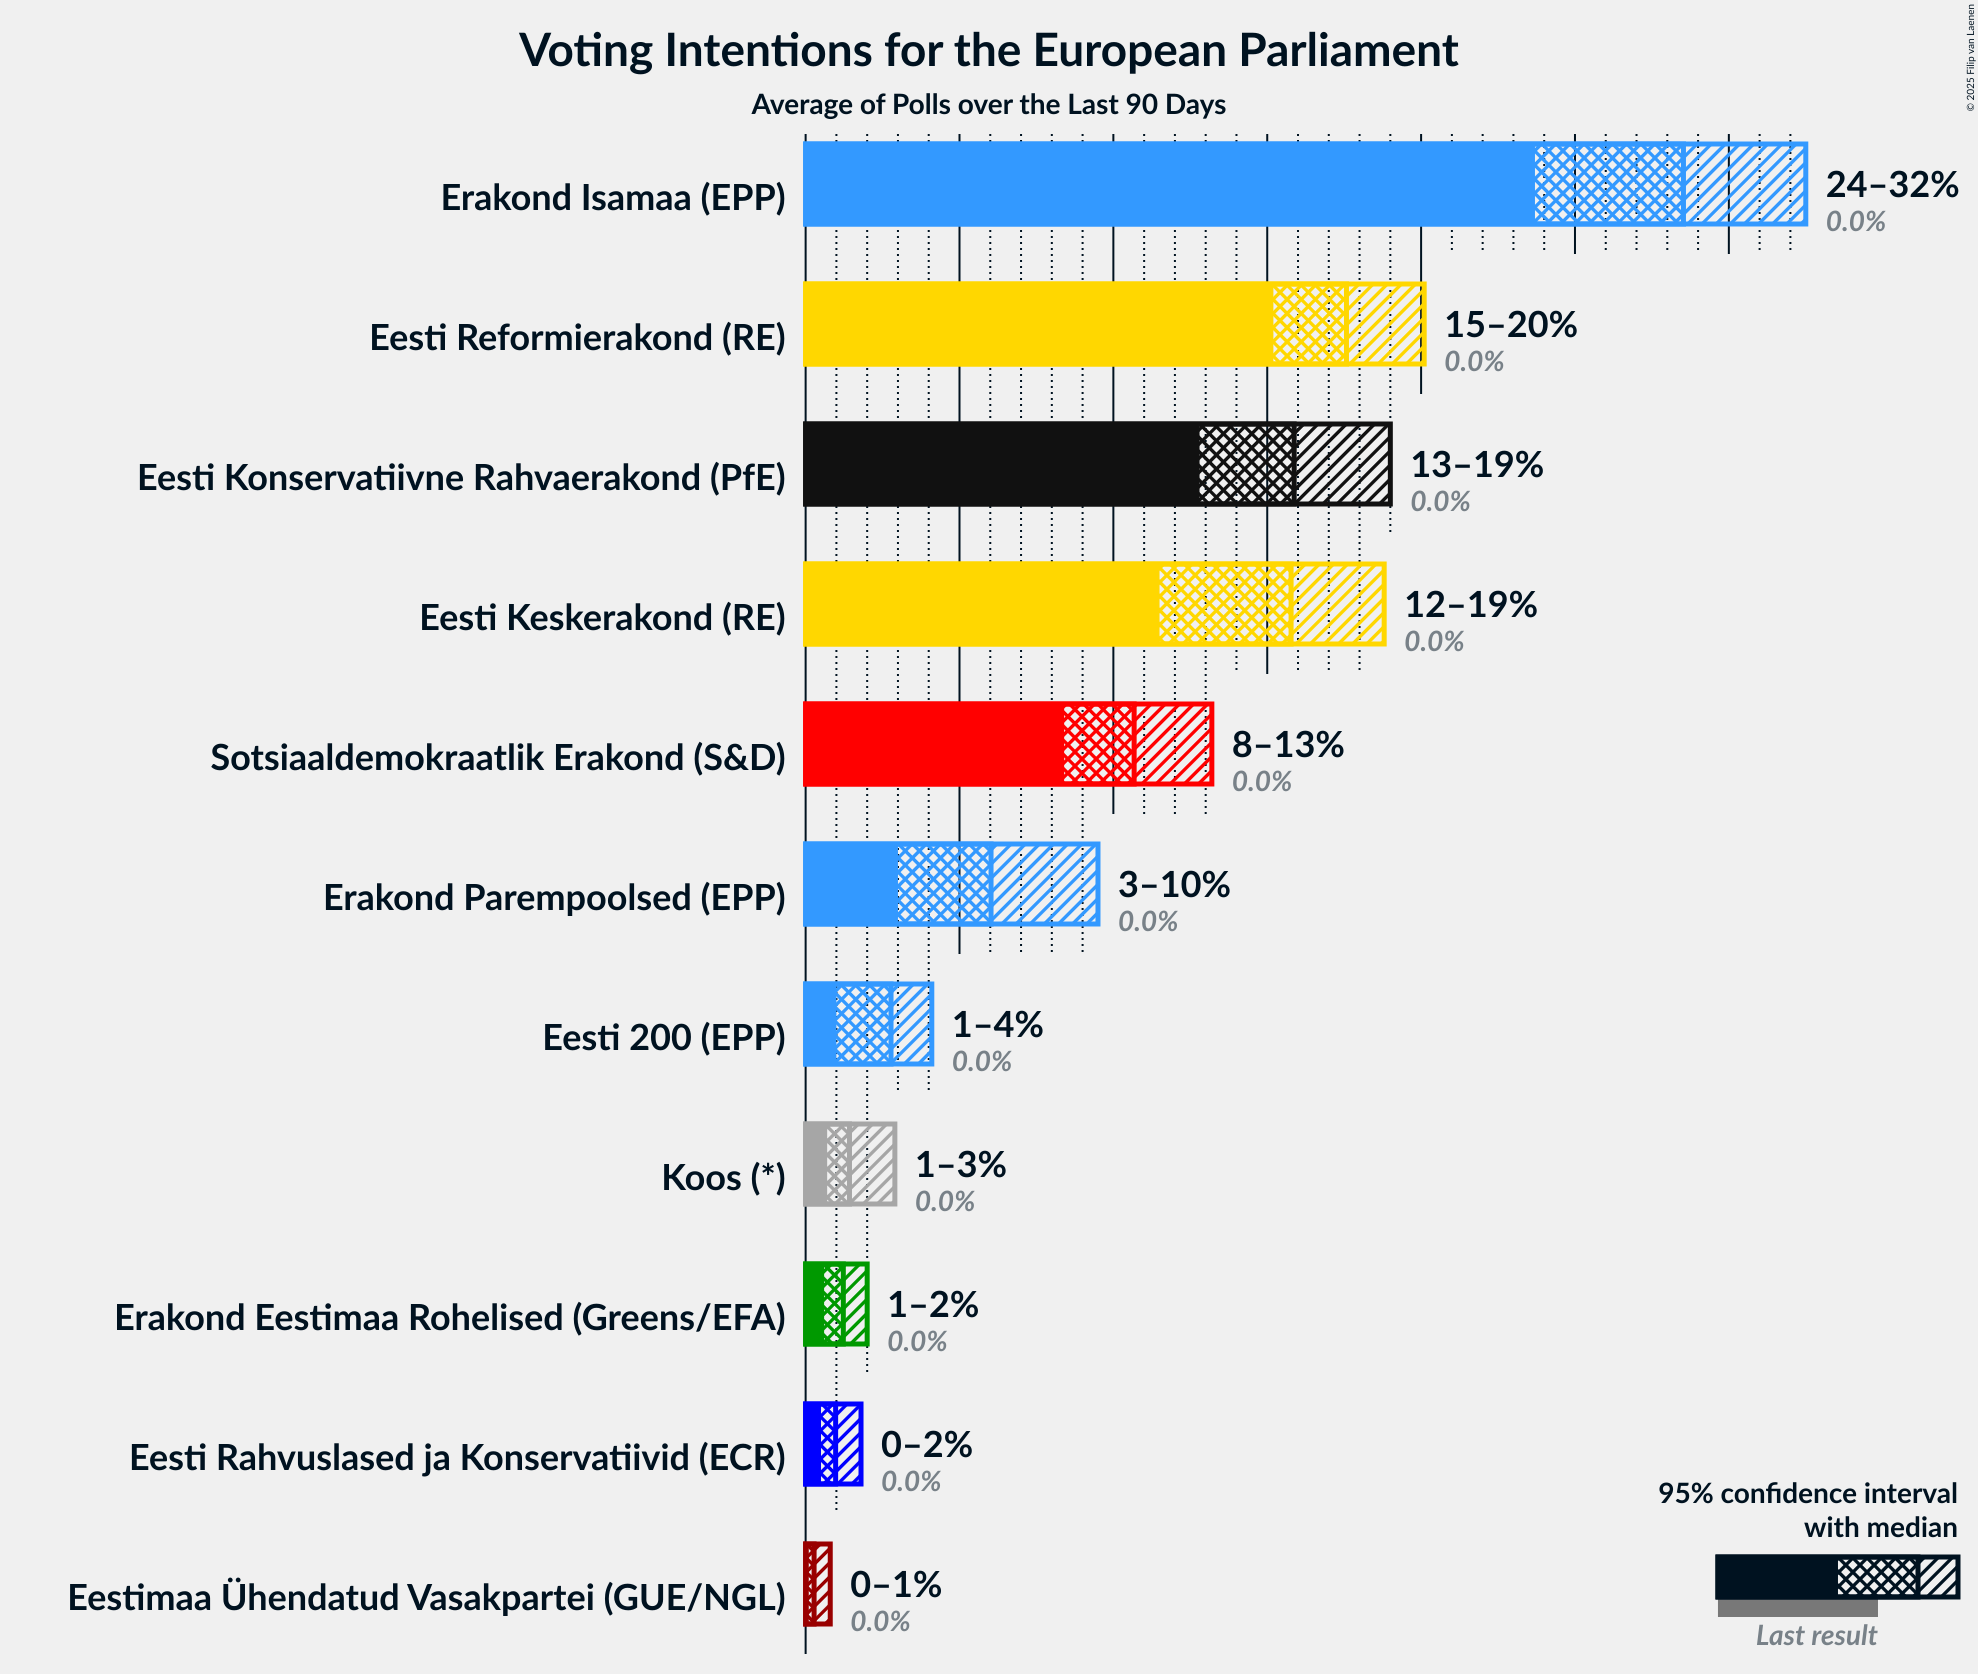 Voting Intentions for the European Parliament
Average of Polls over the Last 90 Days
© 2025 Filip van Laenen
Erakond Isamaa (EPP)
24–32%
0.0%
Eesti Reformierakond (RE)
15–20%
0.0%
Eesti Konservatiivne Rahvaerakond (PfE)
13–19%
0.0%
Eesti Keskerakond (RE)
12–19%
0.0%
Sotsiaaldemokraatlik Erakond (S&D)
8–13%
0.0%
Erakond Parempoolsed (EPP)
3–10%
0.0%
Eesti 200 (EPP)
1–4%
0.0%
Koos (*)
1–3%
0.0%
Erakond Eestimaa Rohelised (Greens/EFA)
1–2%
0.0%
Eesti Rahvuslased ja Konservatiivid (ECR)
0–2%
0.0%
Eestimaa Ühendatud Vasakpartei (GUE/NGL)
0–1%
0.0%
95% confidence interval
with median
Last result